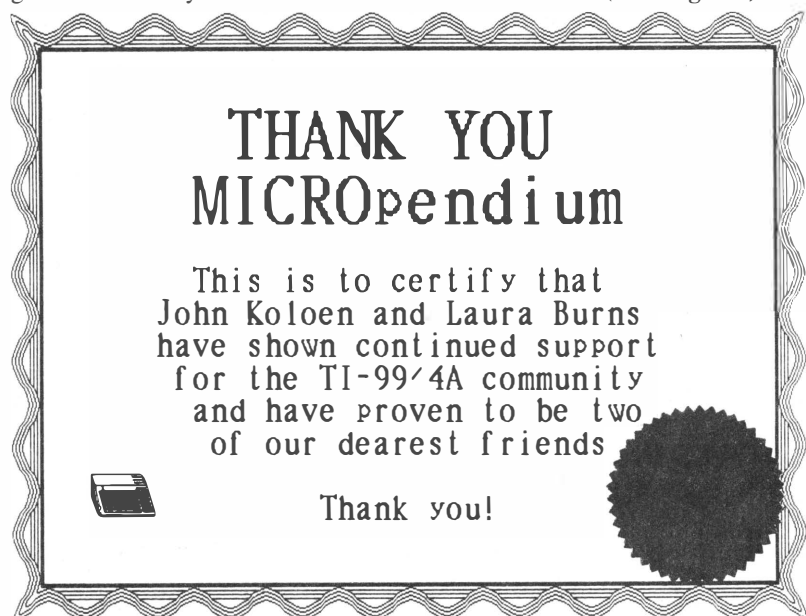 THANK YOU
MICROpendium
This is to certify that
John Koloen and Laura Burns
have shown continued support
for the TI-99/4A community
and have proven to be two
of our dearest friends
Thank you!